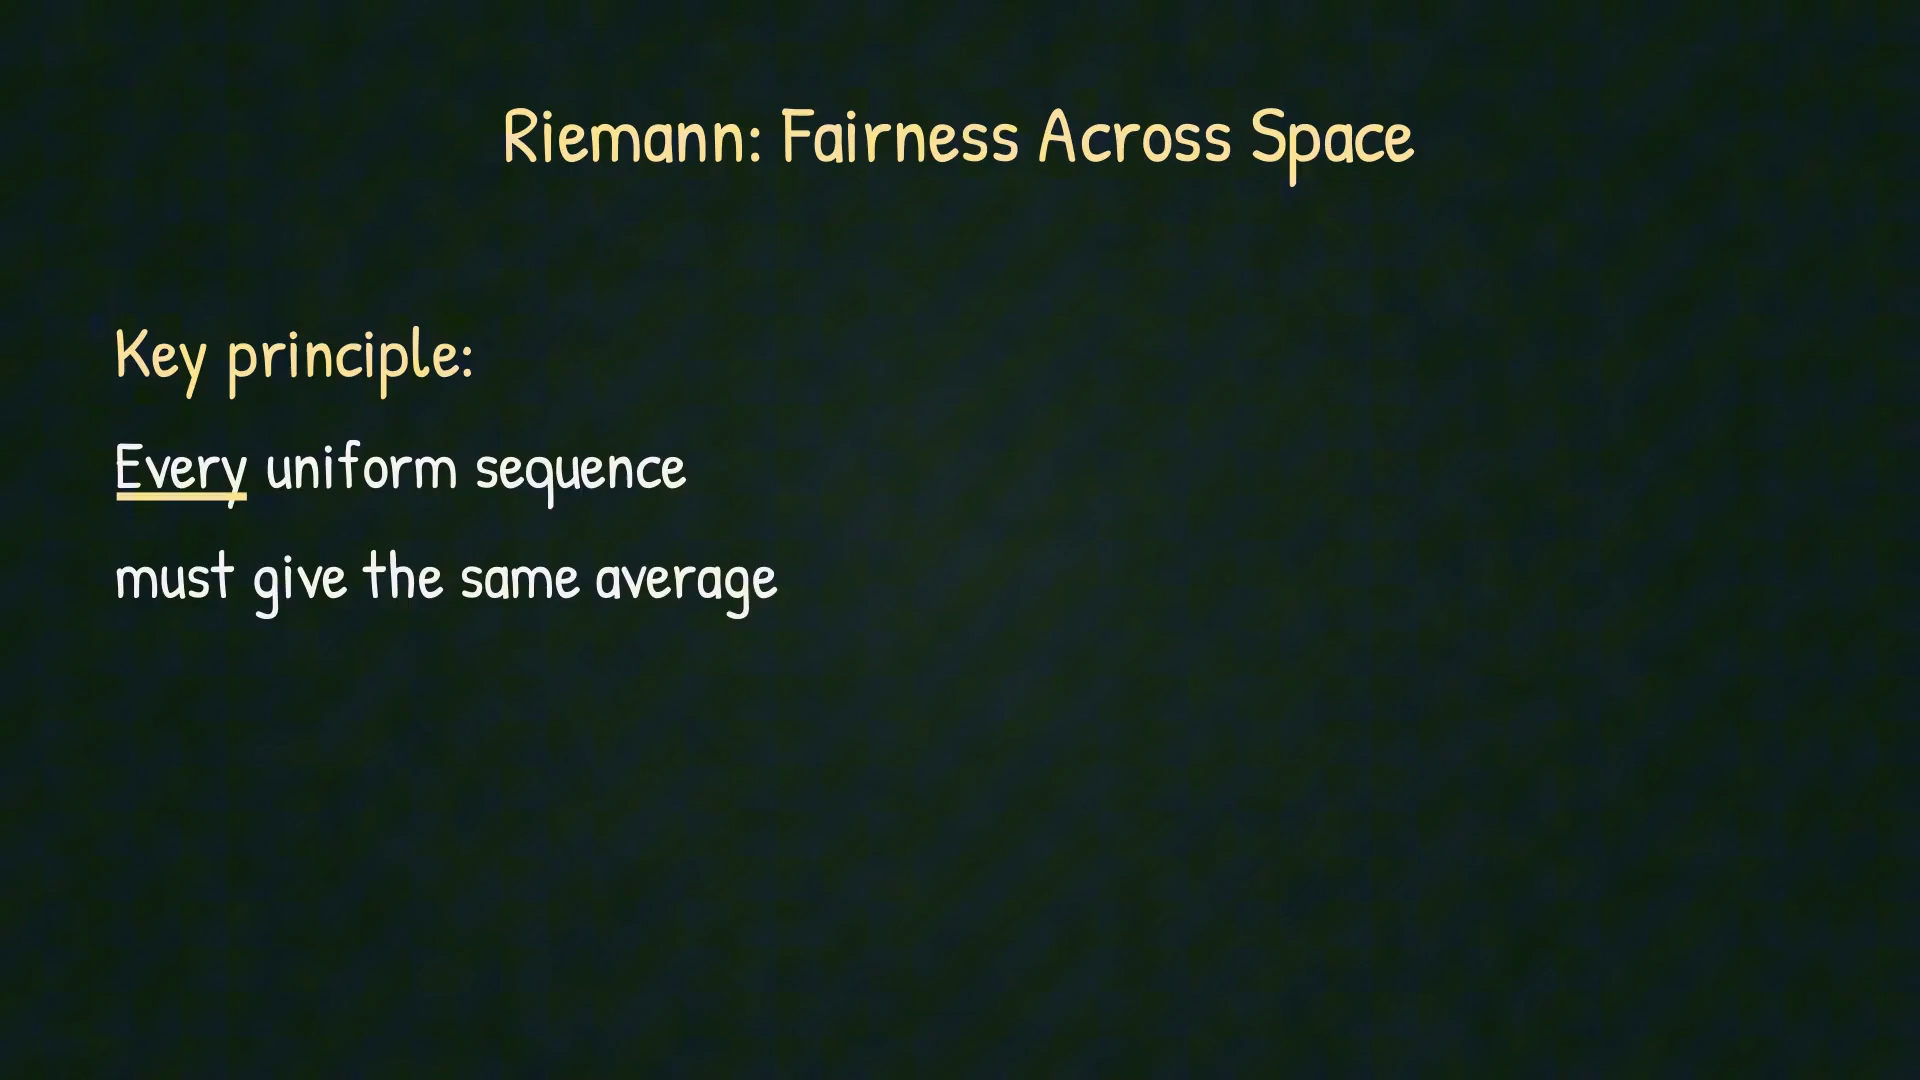 Riemann: Fairness Across Space
Key principle:
Every uniform sequence
must give the same average